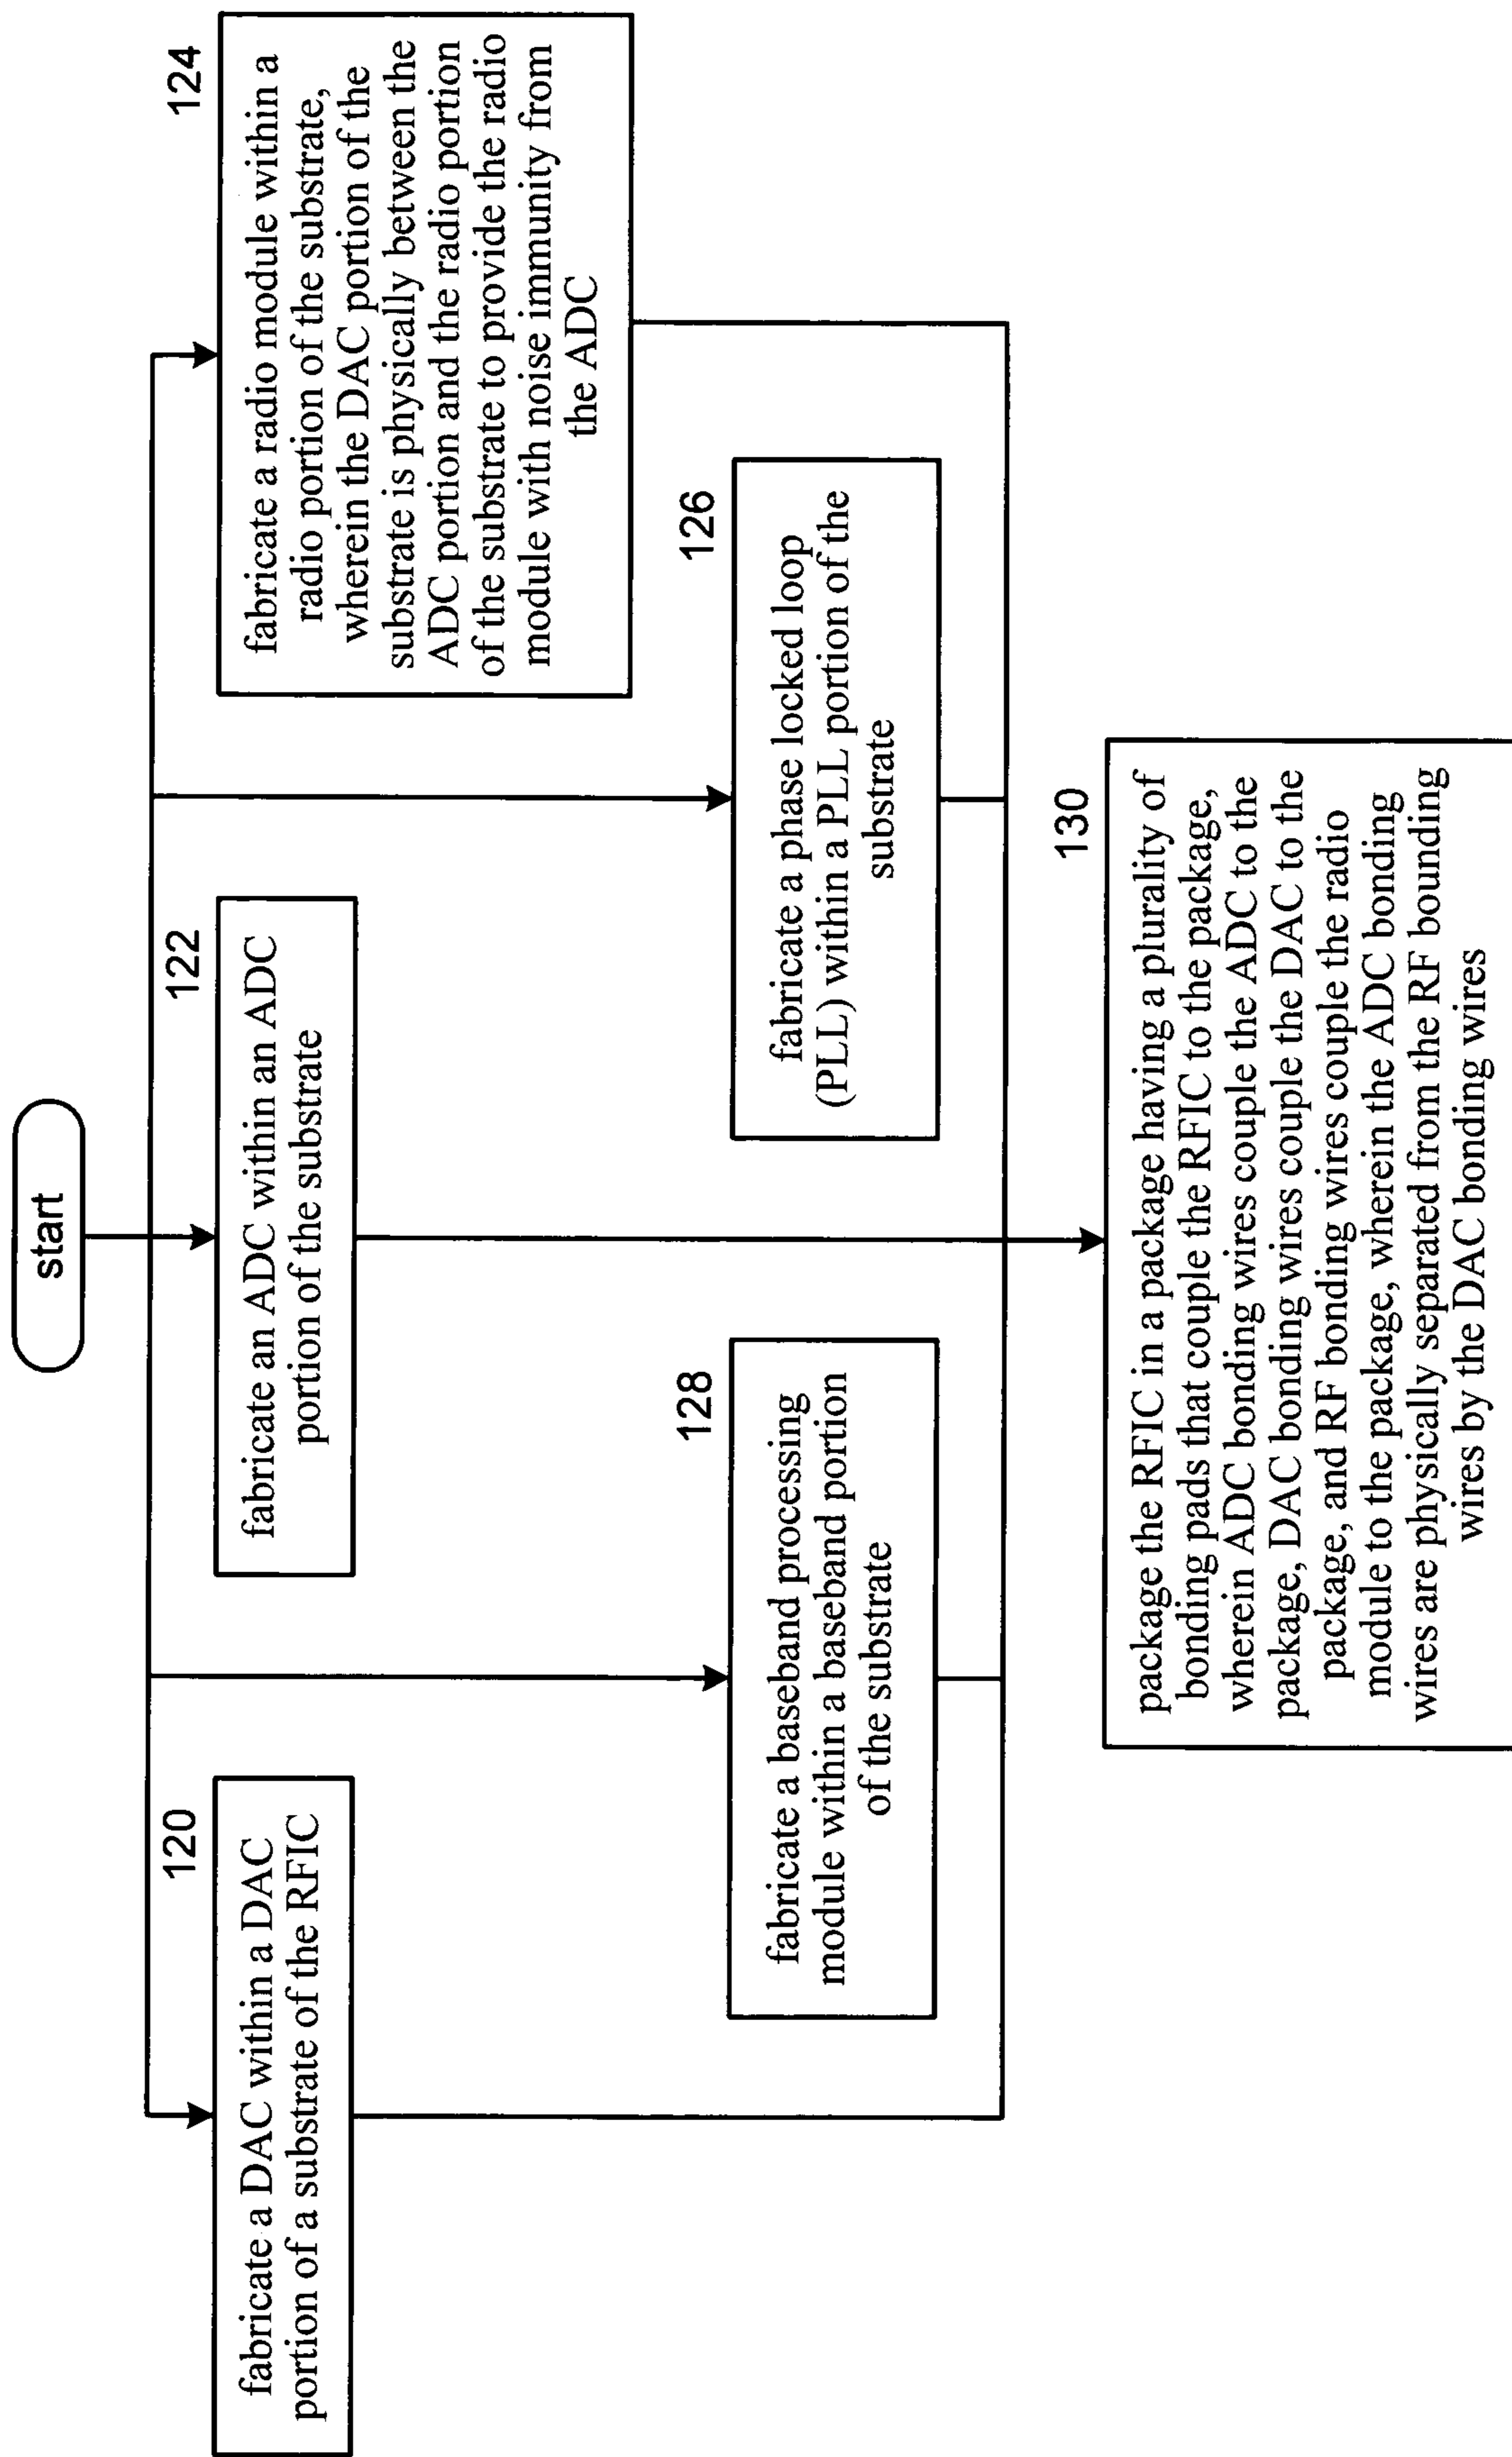 start
120
fabricate a DAC within a DAC
portion of a substrate of the RFIC
122
fabricate an ADC within an ADC
portion of the substrate
124
fabricate a radio module within a
radio portion of the substrate,
wherein the DAC portion of the
substrate is physically between the
ADC portion and the radio portion
of the substrate to provide the radio
module with noise immunity from
the ADC
128
fabricate a baseband processing
module within a baseband portion
of the substrate
126
fabricate a phase locked loop
(PLL) within a PLL portion of the
substrate
130
package the RFIC in a package having a plurality of
bonding pads that couple the RFIC to the package,
wherein ADC bonding wires couple the ADC to the
package, DAC bonding wires couple the DAC to the
package, and RF bonding wires couple the radio
module to the package, wherein the ADC bonding
wires are physically separated from the RF bounding
wires by the DAC bonding wires